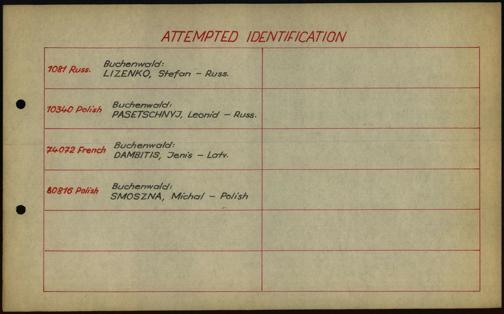 ATTEMPTED IDENTIFICATION
1081 Russ. Buchenwald:
LIZENKO, Stefan – Russ.
10340 Polish Buchenwald:
PASETSCHNYJ, Leonid – Russ.
74072 French Buchenwald:
DAMBITIS, Jenis – Latv.
80816 Polish Buchenwald:
SMOSZNA, Michal – Polish